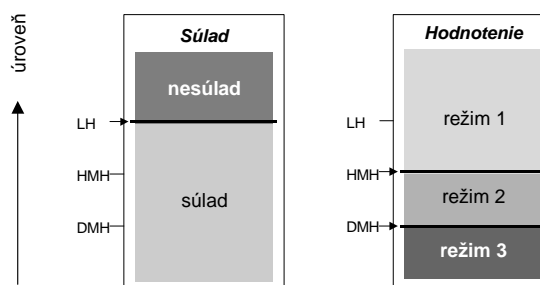 úroveň
Súlad
nesúlad
LH
HMH
súlad
DMH
Hodnotenie
LH
režim 1
HMH
režim 2
DMH
režim 3